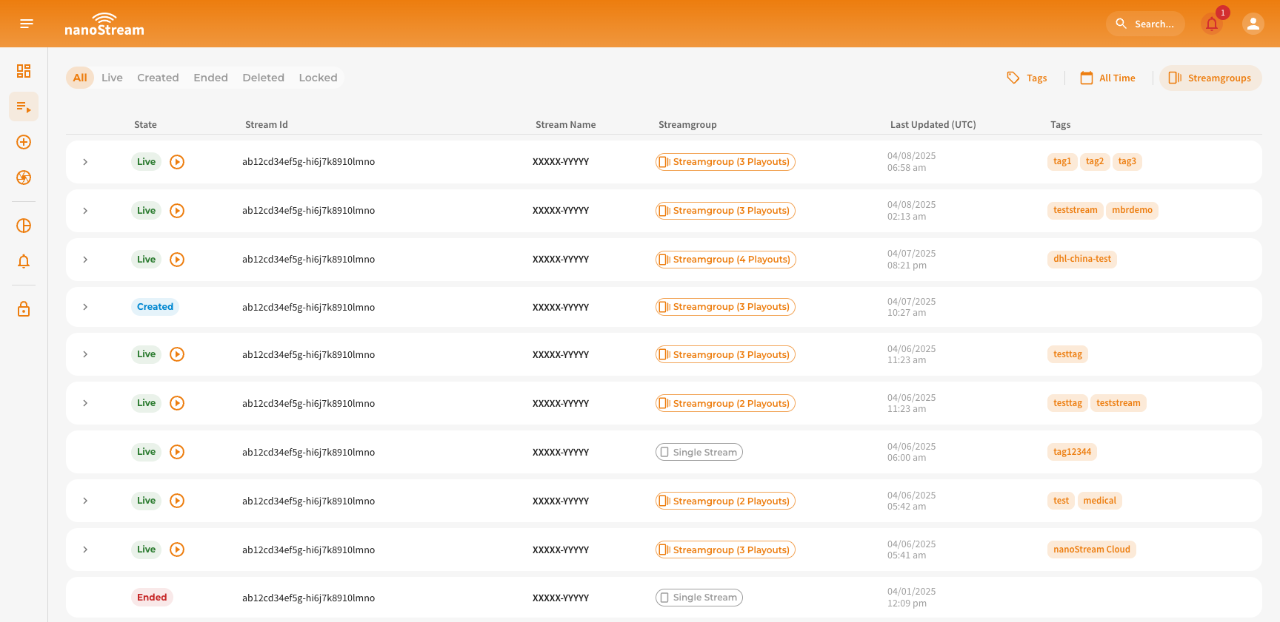 nanoStream
Search...
1
All Live Created Ended Deleted Locked
Tags All Time Streamgroups
State Stream Id Stream Name Streamgroup Last Updated (UTC) Tags
Live ab12cd34ef5g-hi6j7k8910lmno XXXXX-YYYYY Streamgroup (3 Playouts) 04/08/2025 tag1 tag2 tag3
06:58 am
Live ab12cd34ef5g-hi6j7k8910lmno XXXXX-YYYYY Streamgroup (3 Playouts) 04/08/2025 teststream mbrdemo
02:13 am
Live ab12cd34ef5g-hi6j7k8910lmno XXXXX-YYYYY Streamgroup (4 Playouts) 04/07/2025 dhl-china-test
08:21 pm
Created ab12cd34ef5g-hi6j7k8910lmno XXXXX-YYYYY Streamgroup (3 Playouts) 04/07/2025
10:27 am
Live ab12cd34ef5g-hi6j7k8910lmno XXXXX-YYYYY Streamgroup (3 Playouts) 04/06/2025 testtag
11:23 am
Live ab12cd34ef5g-hi6j7k8910lmno XXXXX-YYYYY Streamgroup (2 Playouts) 04/06/2025 testtag teststream
11:23 am
Live ab12cd34ef5g-hi6j7k8910lmno XXXXX-YYYYY Single Stream 04/06/2025 tag12344
06:00 am
Live ab12cd34ef5g-hi6j7k8910lmno XXXXX-YYYYY Streamgroup (2 Playouts) 04/06/2025 test medical
05:42 am
Live ab12cd34ef5g-hi6j7k8910lmno XXXXX-YYYYY Streamgroup (3 Playouts) 04/06/2025 nanoStream Cloud
05:41 am
Ended ab12cd34ef5g-hi6j7k8910lmno XXXXX-YYYYY Single Stream 04/01/2025
12:09 pm